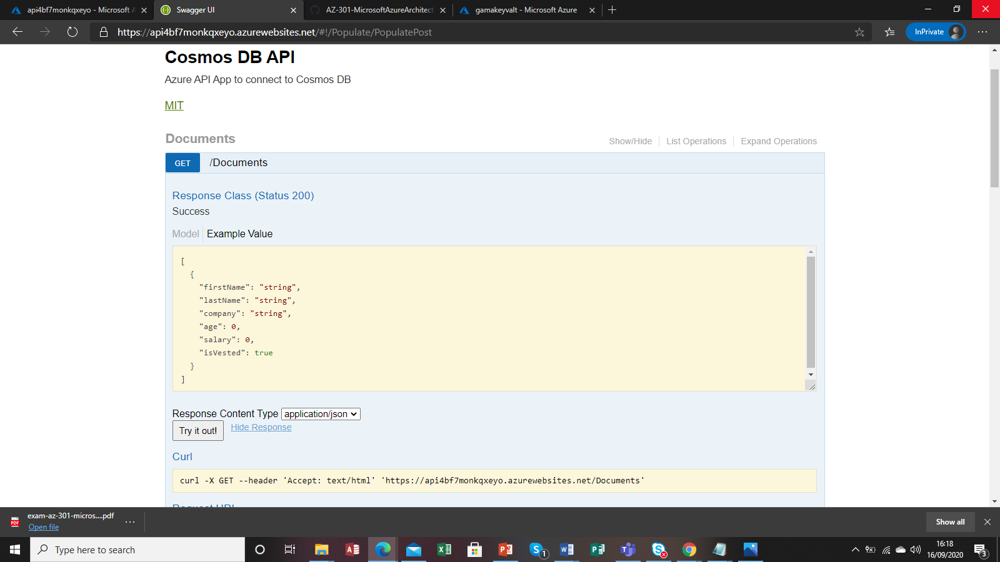 api4bf7monkqxeyo - Microsoft A
Swagger UI
AZ-301-MicrosoftAzureArchitect
gamakeyvalt - Microsoft Azure
https://api4bf7monkqxeyo.azurewebsites.net/#!/Populate/PopulatePost
InPrivate
Cosmos DB API
Azure API App to connect to Cosmos DB
MIT
Documents
Show/Hide
List Operations
Expand Operations
GET /Documents
Response Class (Status 200)
Success
Model Example Value
[
{
"firstName": "string",
"lastName": "string",
"company": "string",
"age": 0,
"salary": 0,
"isVested": true
}
]
Response Content Type application/json
Try it out! Hide Response
Curl
curl -X GET --header 'Accept: text/html' 'https://api4bf7monkqxeyo.azurewebsites.net/Documents'
Request URL
exam-az-301-micros....pdf
Open file
Show all
PDF
Type here to search
1
16:18
16/09/2020
3